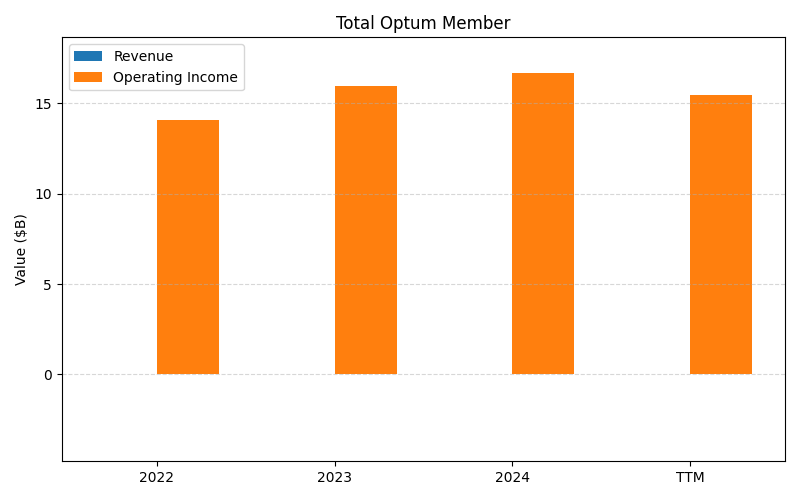 Total Optum Member
Revenue
Operating Income
Value ($B)
15
10
5
0
2022
2023
2024
TTM